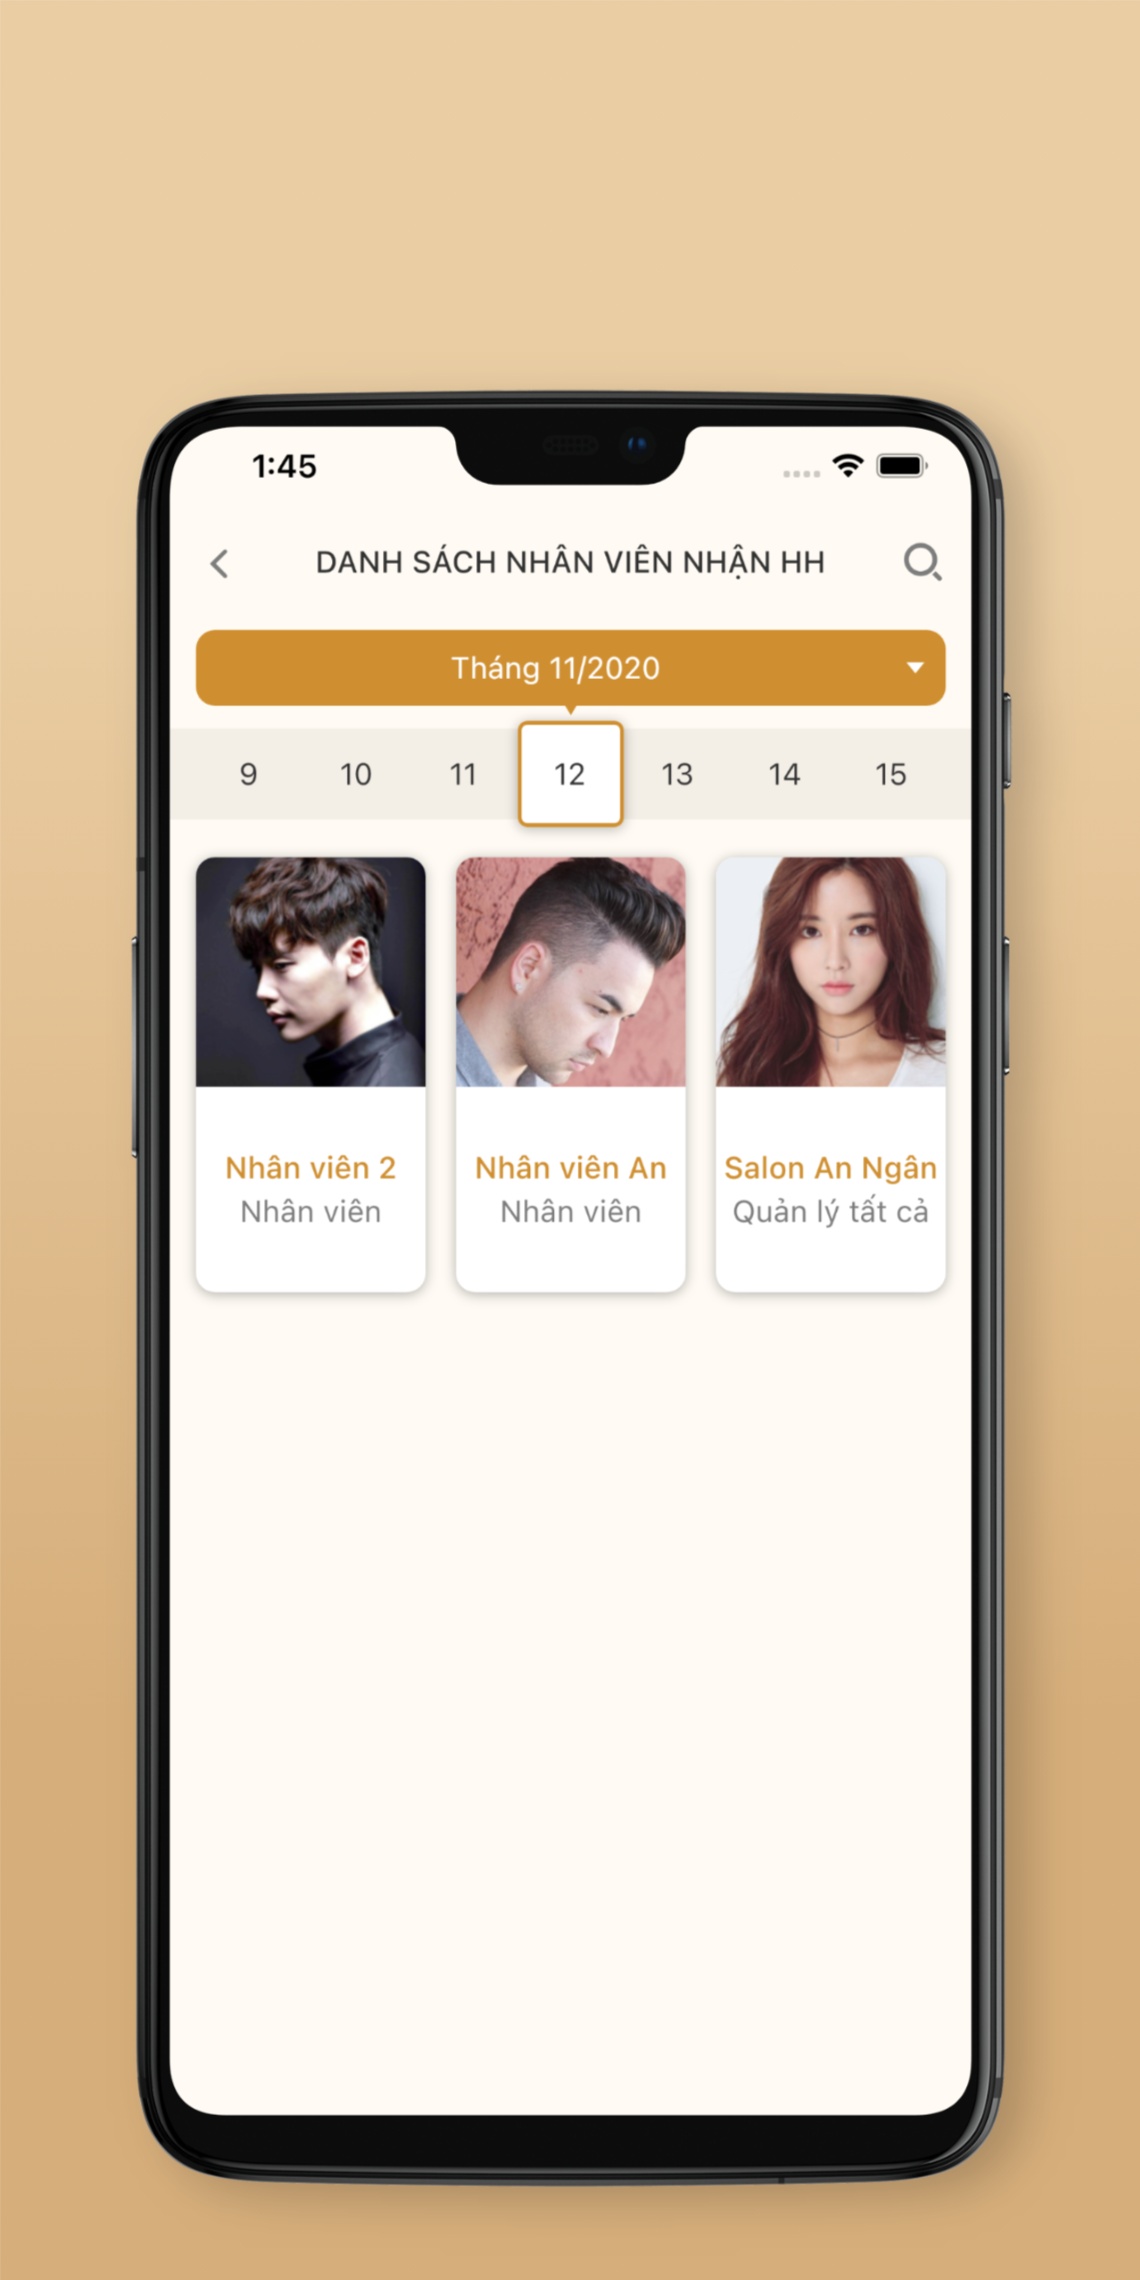 1:45
DANH SÁCH NHÂN VIÊN NHẬN HH
Tháng 11/2020
9 10 11 12 13 14 15
Nhân viên 2 Nhân viên An Salon An Ngân
Nhân viên Nhân viên Quản lý tất cả